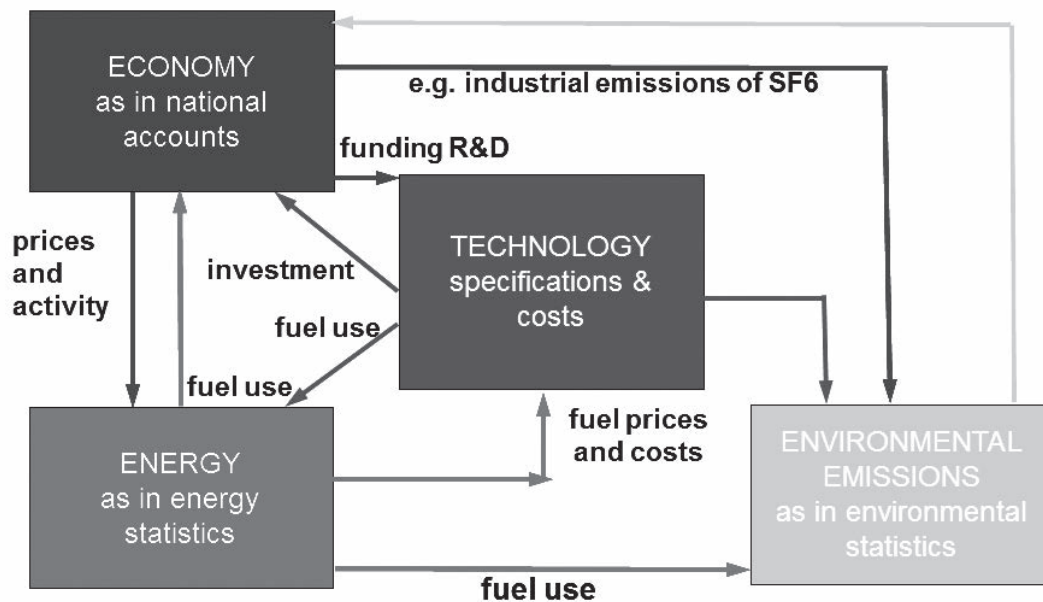 ECONOMY
as in national
accounts
e.g. industrial emissions of SF6
funding R&D
prices
and
activity
investment
TECHNOLOGY
specifications &
costs
fuel use
fuel use
fuel prices
and costs
ENERGY
as in energy
statistics
ENVIRONMENTAL
EMISSIONS
as in environmental
statistics
fuel use